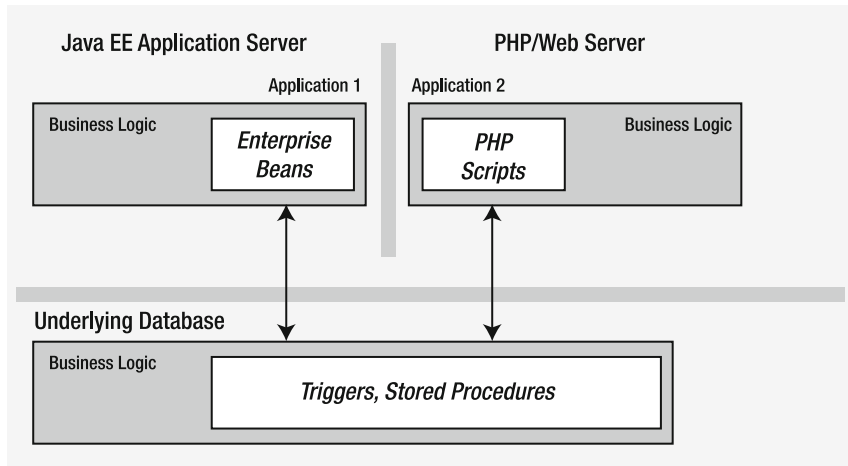 Java EE Application Server
PHP/Web Server
Application 1
Application 2
Business Logic
Enterprise
Beans
PHP
Scripts
Business Logic
Underlying Database
Business Logic
Triggers, Stored Procedures